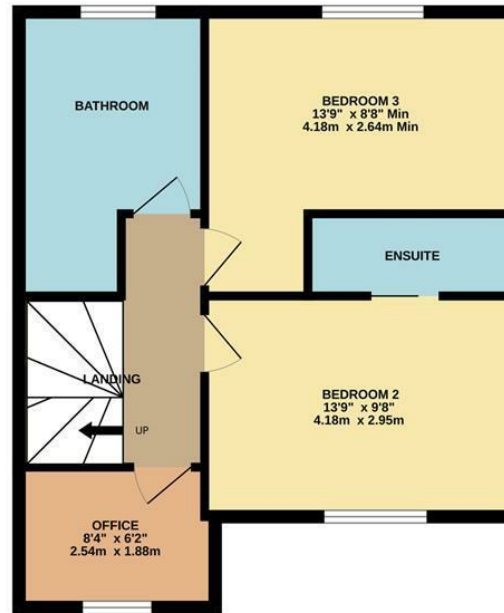 BATHROOM
BEDROOM 3
13'9" x 8'8" Min
4.18m x 2.64m Min
ENSUITE
LANDING
UP
BEDROOM 2
13'9" x 9'8"
4.18m x 2.95m
OFFICE
8'4" x 6'2"
2.54m x 1.88m